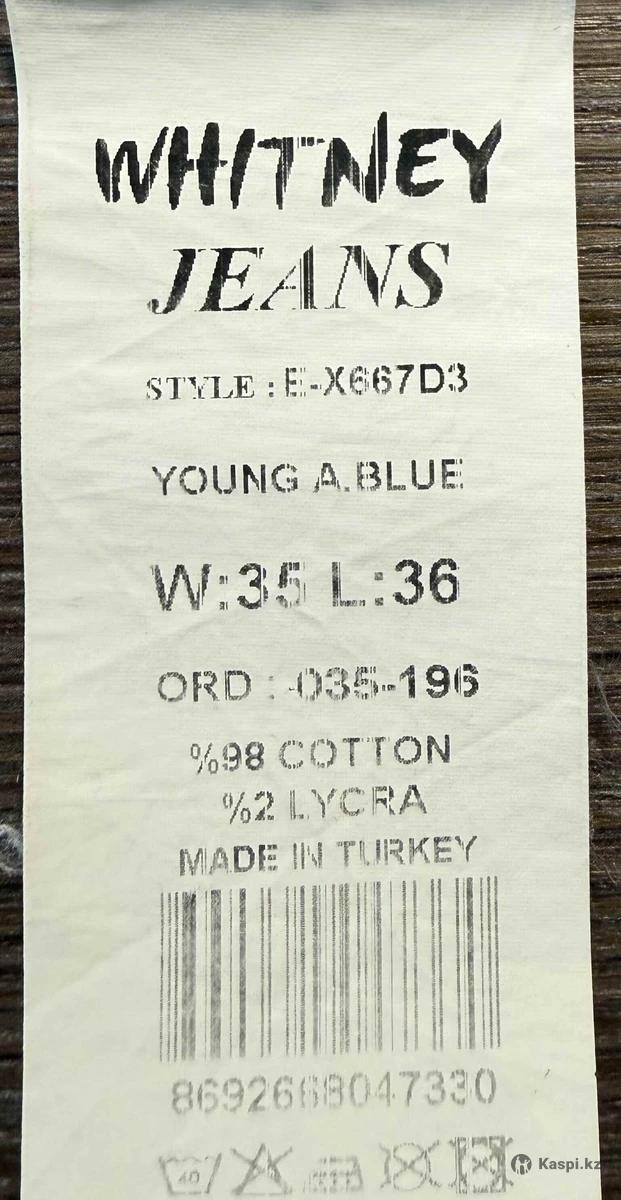 WHITNEY
JEANS
STYLE : E-X667D3
YOUNG A.BLUE
W:35 L:36
ORD : -035-196
%98 COTTON
%2 LYCRA
MADE IN TURKEY
8692668047330
40
Kaspi.kz